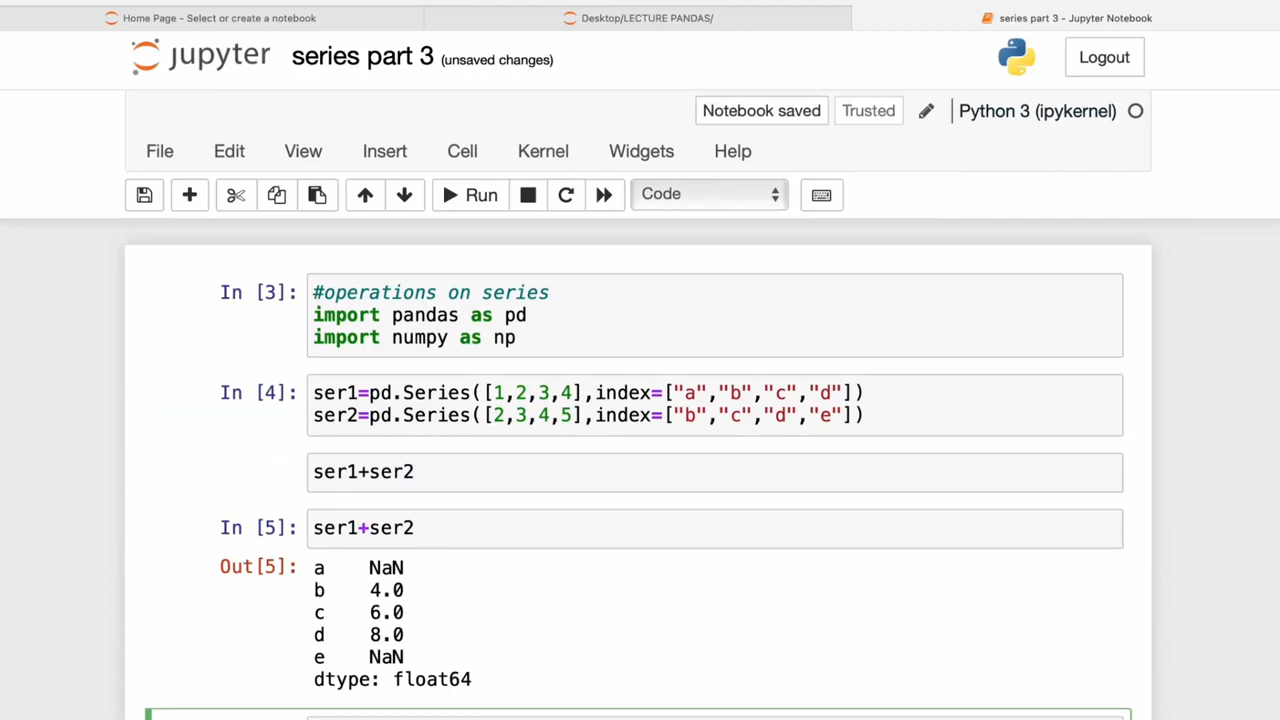 Home Page - Select or create a notebook
Desktop/LECTURE PANDAS/
series part 3 - Jupyter Notebook
jupyter series part 3 (unsaved changes)
Logout
Notebook saved Trusted Python 3 (ipykernel)
File Edit View Insert Cell Kernel Widgets Help
Run Code
In [3]: #operations on series
import pandas as pd
import numpy as np
In [4]: ser1=pd.Series([1,2,3,4],index=["a","b","c","d"])
ser2=pd.Series([2,3,4,5],index=["b","c","d","e"])
ser1+ser2
In [5]: ser1+ser2
Out[5]: a NaN
b 4.0
c 6.0
d 8.0
e NaN
dtype: float64